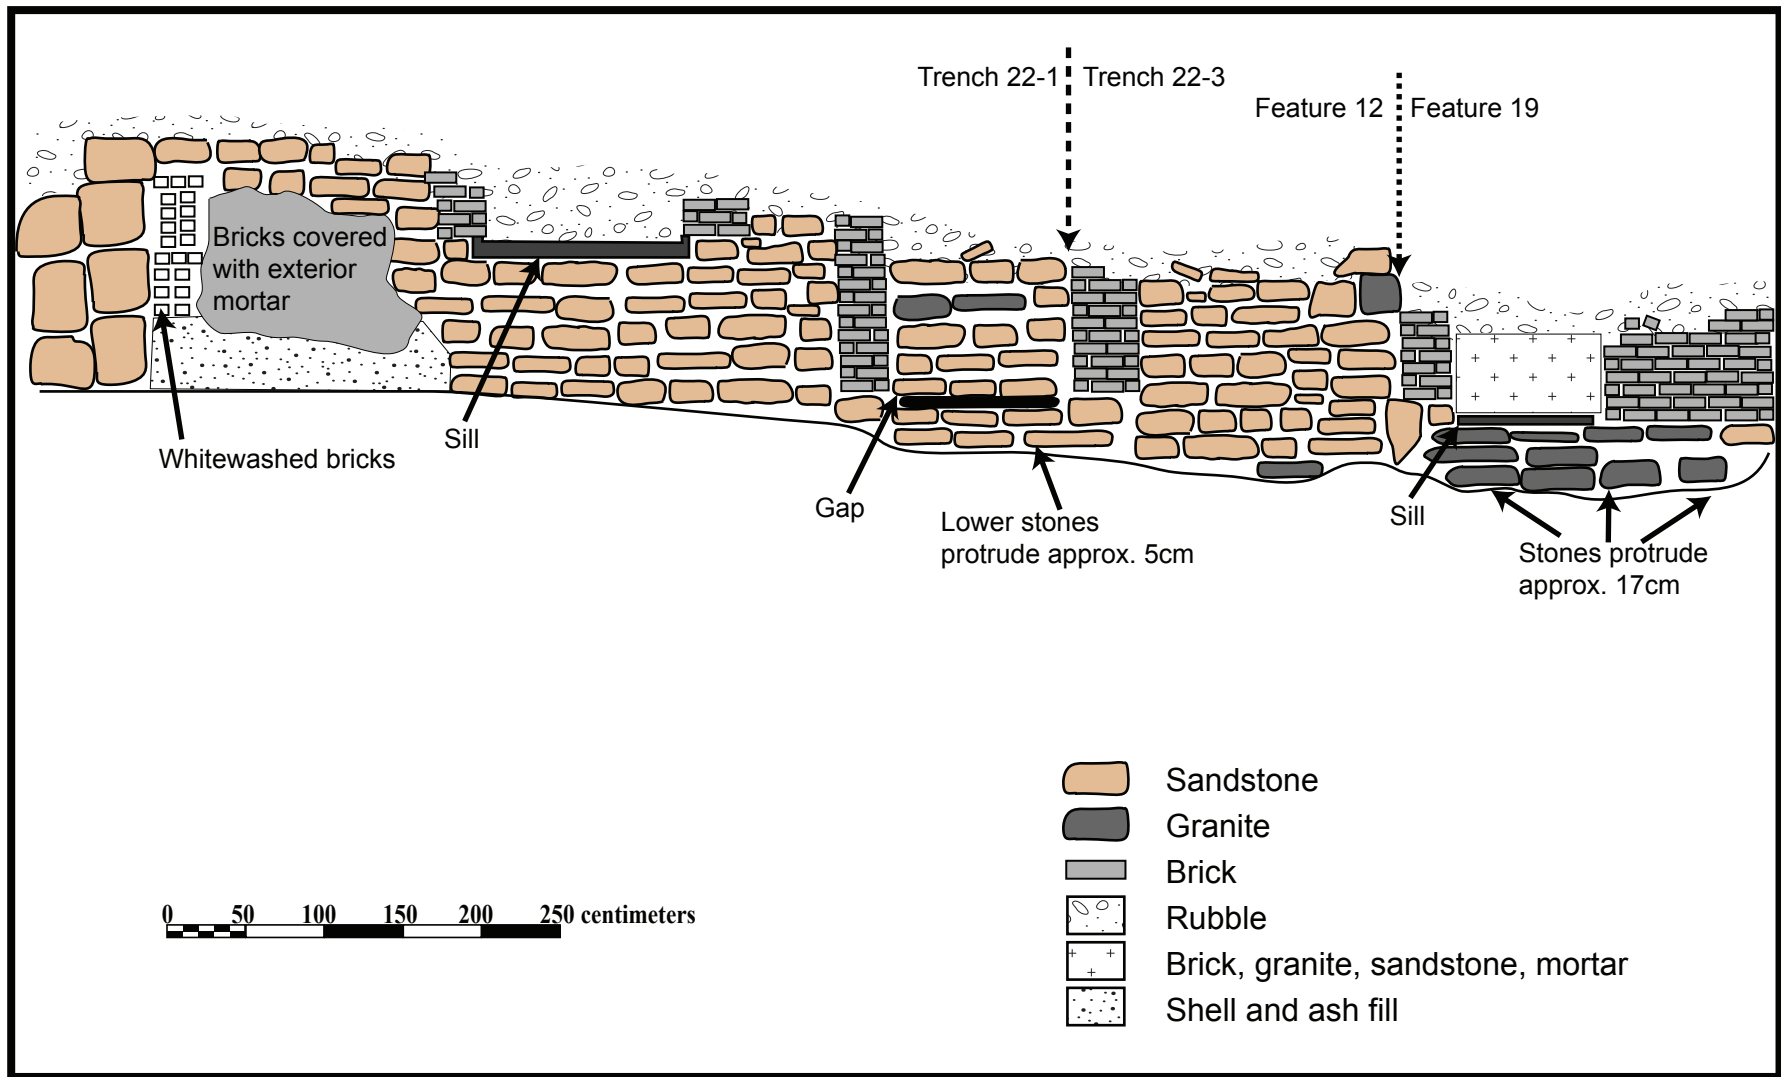 Trench 22-1 Trench 22-3
Feature 12 Feature 19
Bricks covered
with exterior
mortar
Sill
Whitewashed bricks
Gap
Lower stones
protrude approx. 5cm
Sill
Stones protrude
approx. 17cm
Sandstone
Granite
Brick
Rubble
Brick, granite, sandstone, mortar
Shell and ash fill
0 50 100 150 200 250 centimeters